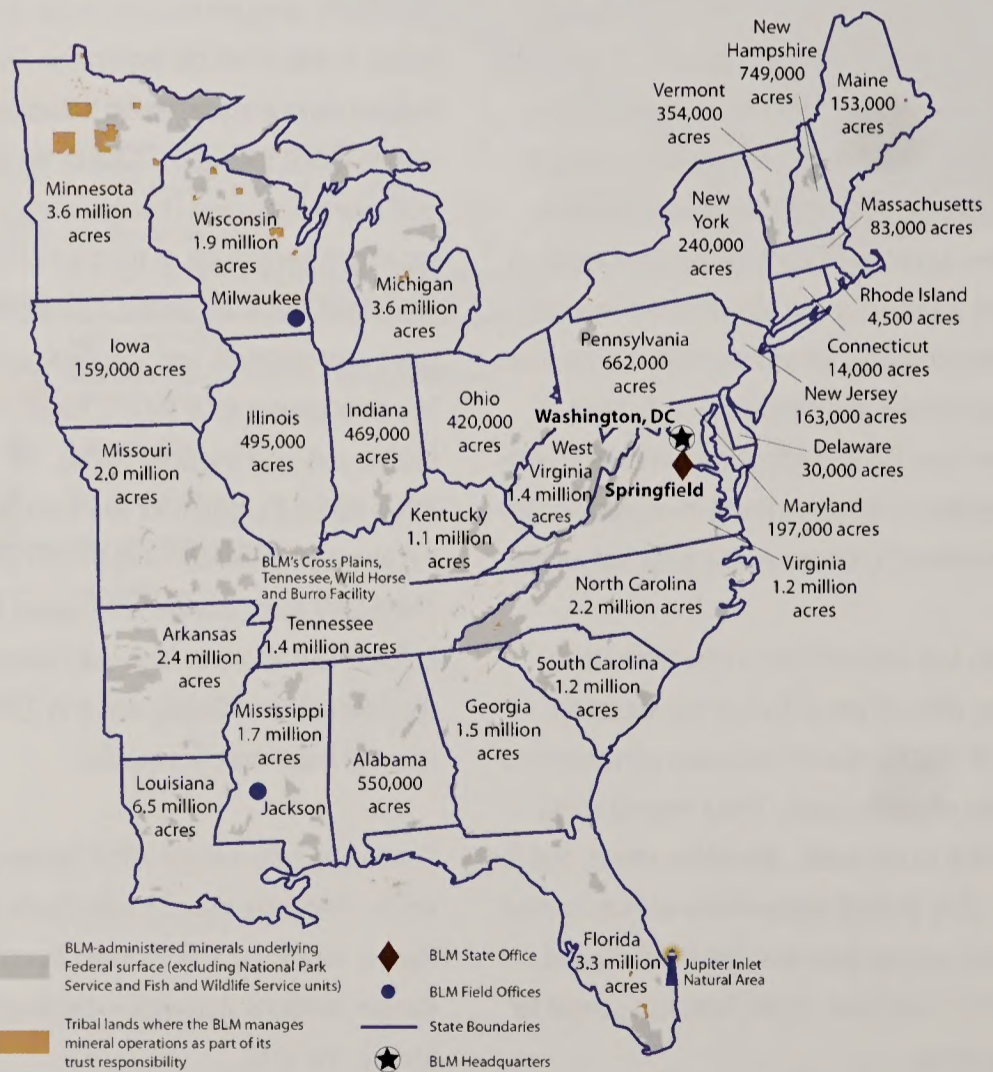 New
Hampshire
749,000
acres
Maine
153,000
acres
Vermont
354,000
acres
Minnesota
3.6 million
acres
Wisconsin
1.9 million
acres
Milwaukee
Michigan
3.6 million
acres
New
York
240,000
acres
Massachusetts
83,000 acres
Rhode Island
4,500 acres
Connecticut
14,000 acres
New Jersey
163,000 acres
Delaware
30,000 acres
Maryland
197,000 acres
Virginia
1.2 million
acres
Iowa
159,000 acres
Pennsylvania
662,000
acres
Illinois
495,000
acres
Indiana
469,000
acres
Ohio
420,000
acres
Washington, DC
West
Virginia
1.4 million
acres
Springfield
Missouri
2.0 million
acres
Kentucky
1.1 million
acres
BLM's Cross Plains,
Tennessee, Wild Horse
and Burro Facility
Tennessee
1.4 million acres
North Carolina
2.2 million acres
Arkansas
2.4 million
acres
South Carolina
1.2 million
acres
Mississippi
1.7 million
acres
Jackson
Georgia
1.5 million
acres
Alabama
550,000
acres
Louisiana
6.5 million
acres
Florida
3.3 million
acres
Jupiter Inlet
Natural Area
BLM-administered minerals underlying
Federal surface (excluding National Park
Service and Fish and Wildlife Service units)
Tribal lands where the BLM manages
mineral operations as part of its
trust responsibility
BLM State Office
BLM Field Offices
State Boundaries
BLM Headquarters